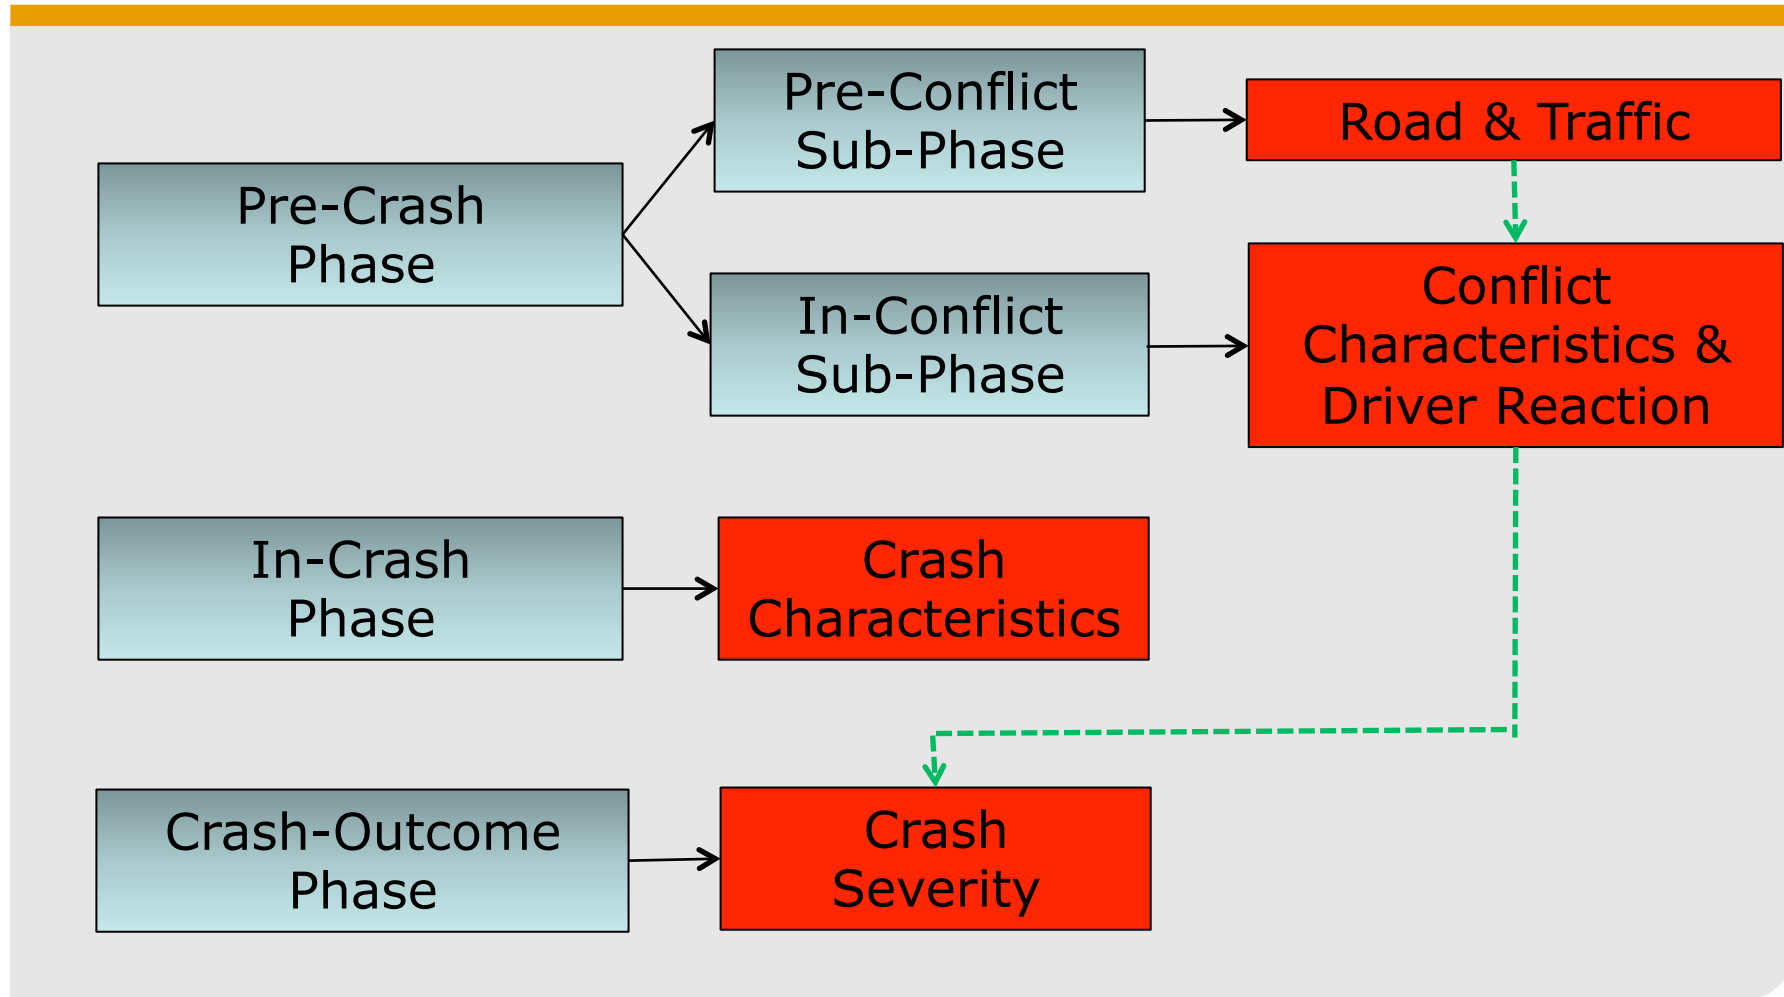 Pre-Crash
Phase
Pre-Conflict
Sub-Phase
Road & Traffic
In-Conflict
Sub-Phase
Conflict
Characteristics &
Driver Reaction
In-Crash
Phase
Crash
Characteristics
Crash-Outcome
Phase
Crash
Severity